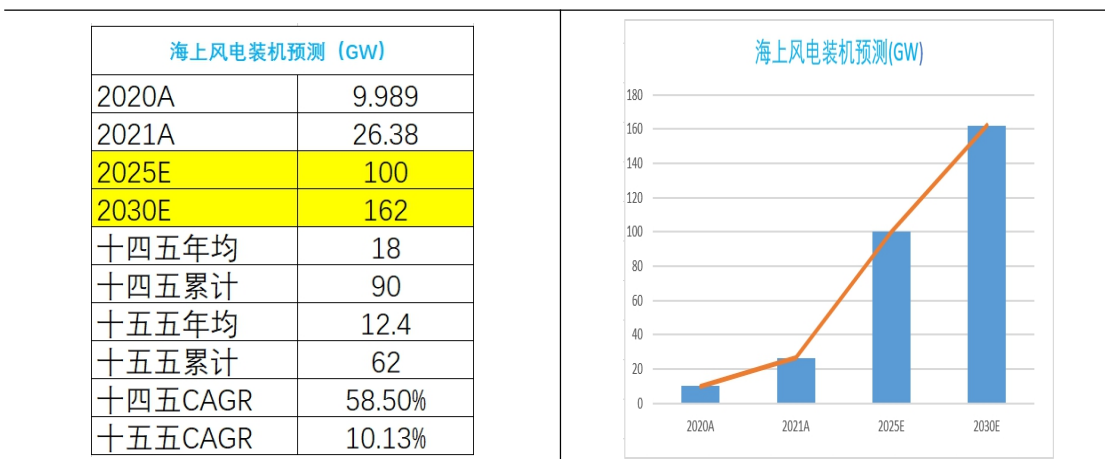 海上风电装机预测（GW）
2020A 9.989
2021A 26.38
2025E 100
2030E 162
十四五年均 18
十四五累计 90
十五五年均 12.4
十五五累计 62
十四五CAGR 58.50%
十五五CAGR 10.13%
海上风电装机预测(GW)
180
160
140
120
100
80
60
40
20
0
2020A 2021A 2025E 2030E